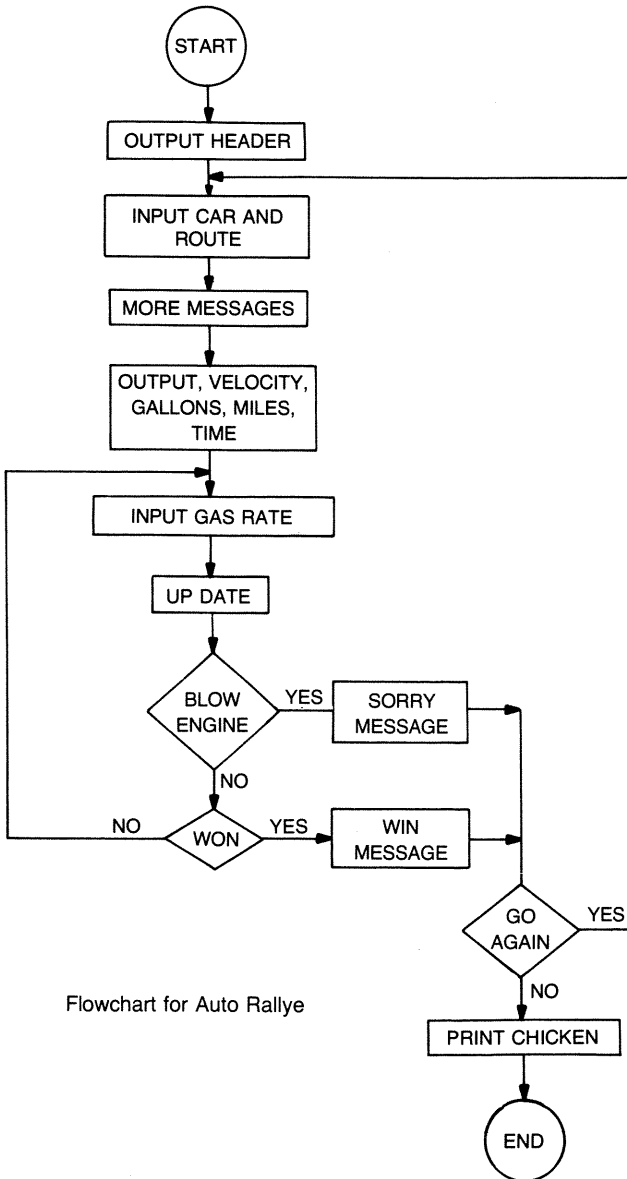 START
OUTPUT HEADER
INPUT CAR AND
ROUTE
MORE MESSAGES
OUTPUT, VELOCITY,
GALLONS, MILES,
TIME
INPUT GAS RATE
UP DATE
BLOW
ENGINE
YES
SORRY
MESSAGE
NO
NO
WON
YES
WIN
MESSAGE
GO
AGAIN
YES
NO
Flowchart for Auto Rallye
PRINT CHICKEN
END